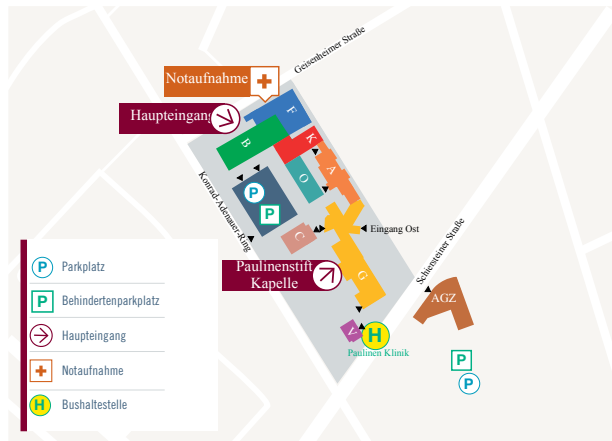 Geisenheimer Straße
Notaufnahme
Haupteingang
F
B
K
A
O
P
P
Konrad-Adenauer-Ring
C
Eingang Ost
Schiersteiner Straße
Paulinenstift
Kapelle
G
AGZ
V
H
Paulinen Klinik
P
P
P Parkplatz
P Behindertenparkplatz
Haupteingang
Notaufnahme
H Bushaltestelle